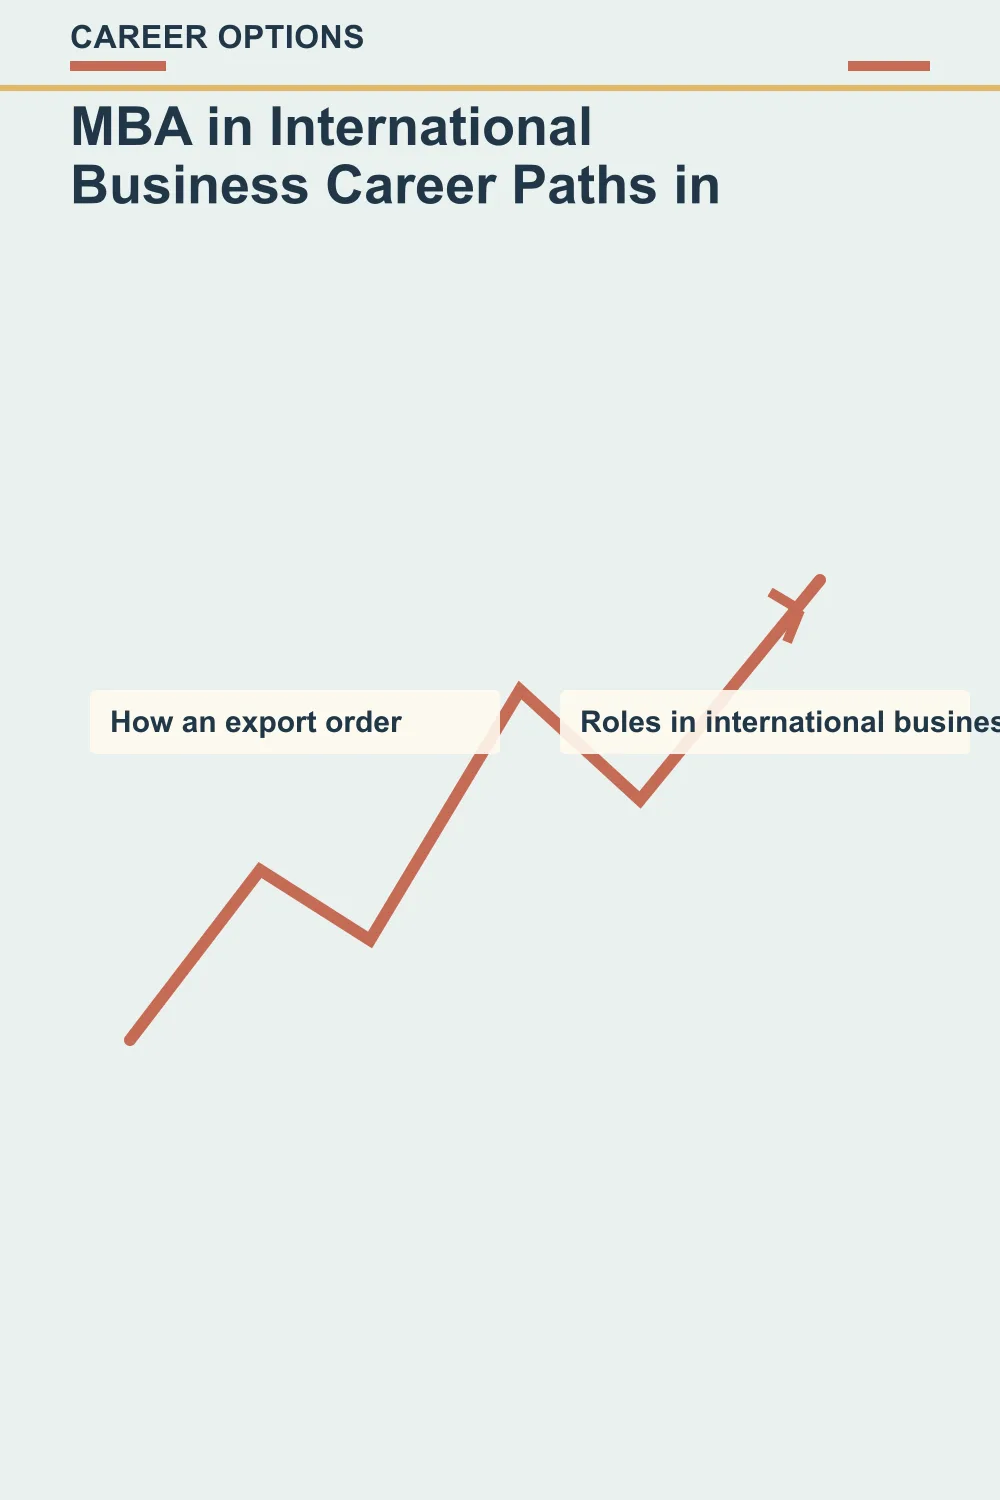 CAREER OPTIONS
MBA in International
Business Career Paths in
How an export order
Roles in international busines